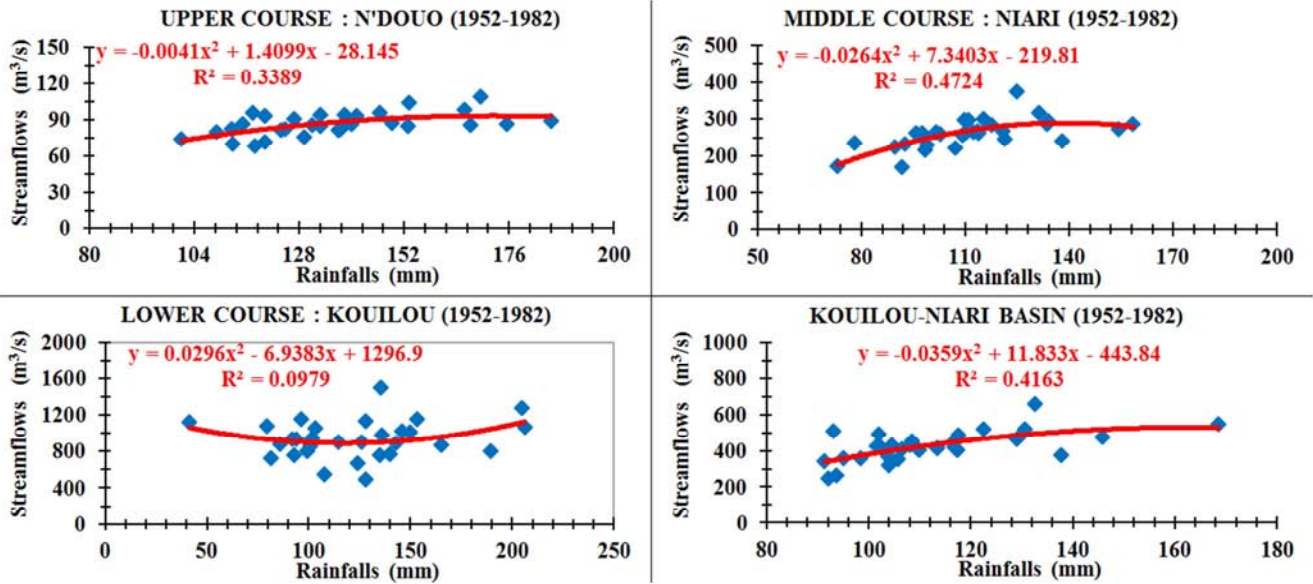 UPPER COURSE : N'DOUO (1952-1982)
y = -0.0041x² + 1.4099x - 28.145
R² = 0.3389
Streamflows (m³/s)
150
120
90
60
30
0
80 104 128 152 176 200
Rainfalls (mm)
MIDDLE COURSE : NIARI (1952-1982)
y = -0.0264x² + 7.3403x - 219.81
R² = 0.4724
Streamflows (m³/s)
500
400
300
200
100
0
50 80 110 140 170 200
Rainfalls (mm)
LOWER COURSE : KOUILOU (1952-1982)
y = 0.0296x² - 6.9383x + 1296.9
R² = 0.0979
Streamflows (m³/s)
2000
1600
1200
800
400
0
0 50 100 150 200 250
Rainfalls (mm)
KOUILOU-NIARI BASIN (1952-1982)
y = -0.0359x² + 11.833x - 443.84
R² = 0.4163
Streamflows (m³/s)
1000
800
600
400
200
0
80 100 120 140 160 180
Rainfalls (mm)